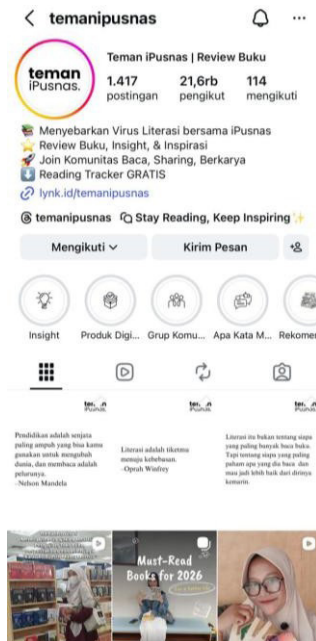 temanipusnas
teman
iPusnas.
Teman iPusnas | Review Buku
1.417
21,6rb
114
postingan
pengikut
mengikuti
📚 Menyebarkan Virus Literasi bersama iPusnas
⭐ Review Buku, Insight, & Inspirasi
🚀 Join Komunitas Baca, Sharing, Berkarya
⬇️ Reading Tracker GRATIS
lynk.id/temanipusnas
temanipusnas
Stay Reading, Keep Inspiring ✨
Mengikuti
Kirim Pesan
Insight
Produk Digi...
Grup Komu...
Apa Kata M...
Rekomen
Pendidikan adalah senjata
paling ampuh yang bisa kamu
gunakan untuk mengubah
dunia, dan membaca adalah
pelurunya.
-Nelson Mandela
Literasi adalah tiketmu
menuju kebebasan.
-Oprah Winfrey
Literasi itu bukan tentang siapa
yang paling banyak baca buku.
Tapi tentang siapa yang paling
paham apa yang dia baca dan
mau jadi lebih baik dari dirinya
kemarin.
Must-Read
Books for 2026